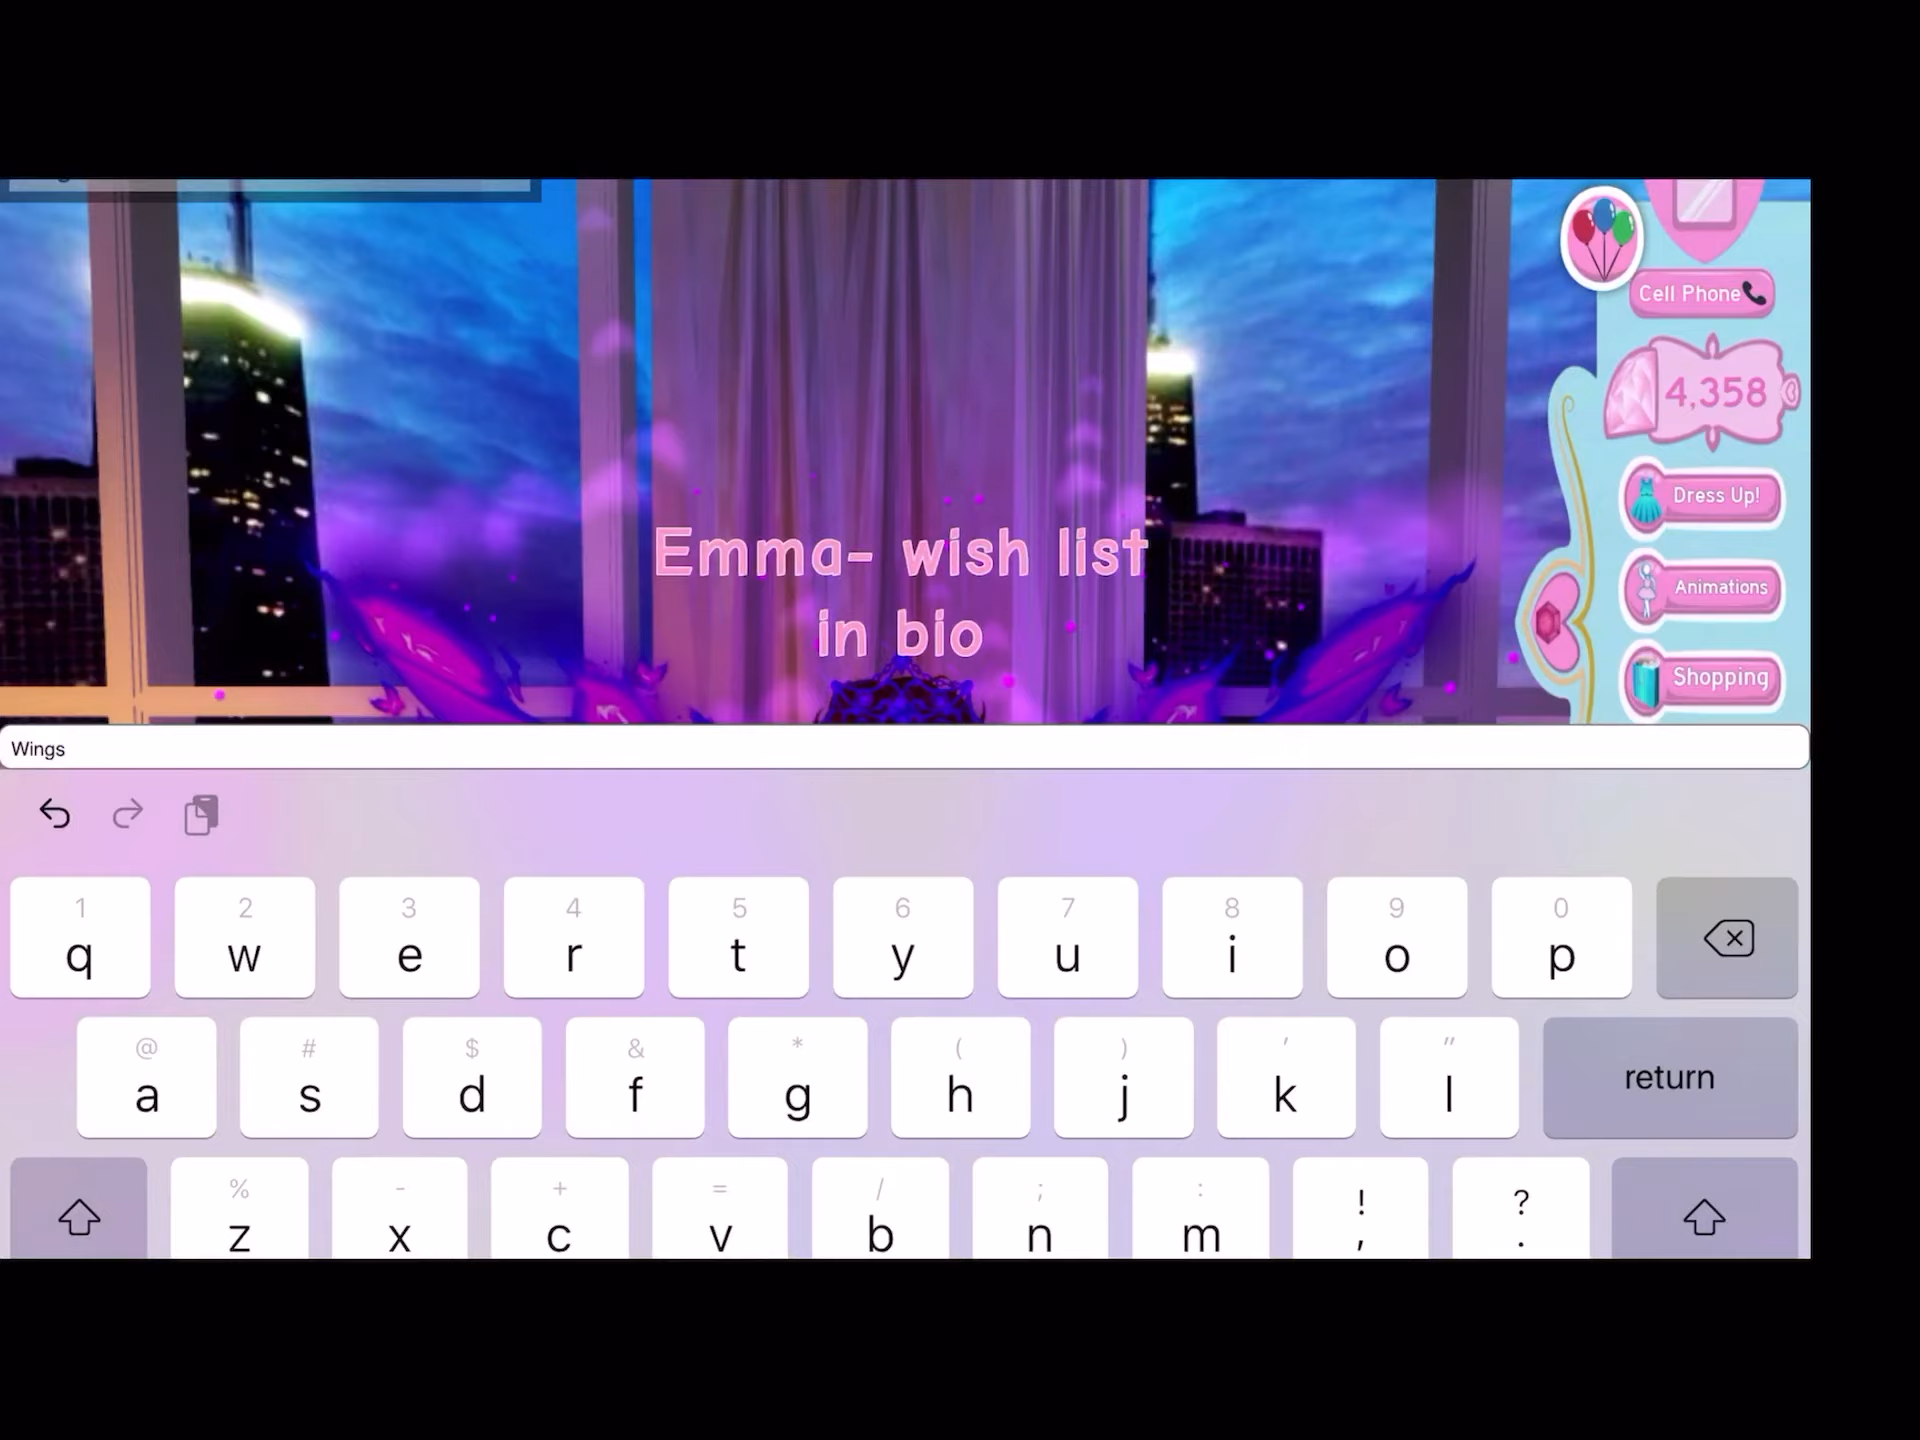 Cell Phone
4,358
Dress Up!
Animations
Shopping
Emma- wish list
in bio
Wings
1 2 3 4 5 6 7 8 9 0
q w e r t y u i o p
@ # $ & * ( ) ' "
a s d f g h j k l return
% - + = / ; : ! ?
z x c v b n m , .